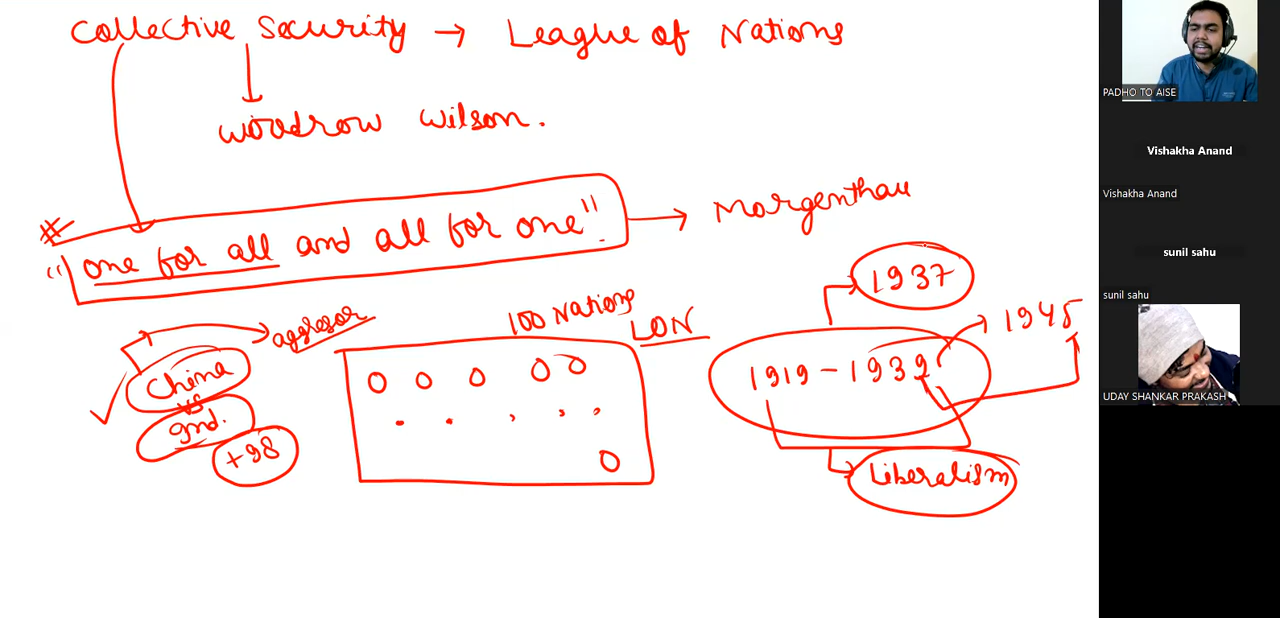 Collective Security → League of Nations
Woodrow Wilson.
"one for all and all for one" → Morgenthau
1937
100 Nations
LON
aggresor
China
vs
Ind.
+98
1919 - 1939
1945
Liberalism
PADHO TO AISE
Vishakha Anand
Vishakha Anand
sunil sahu
sunil sahu
UDAY SHANKAR PRAKASH